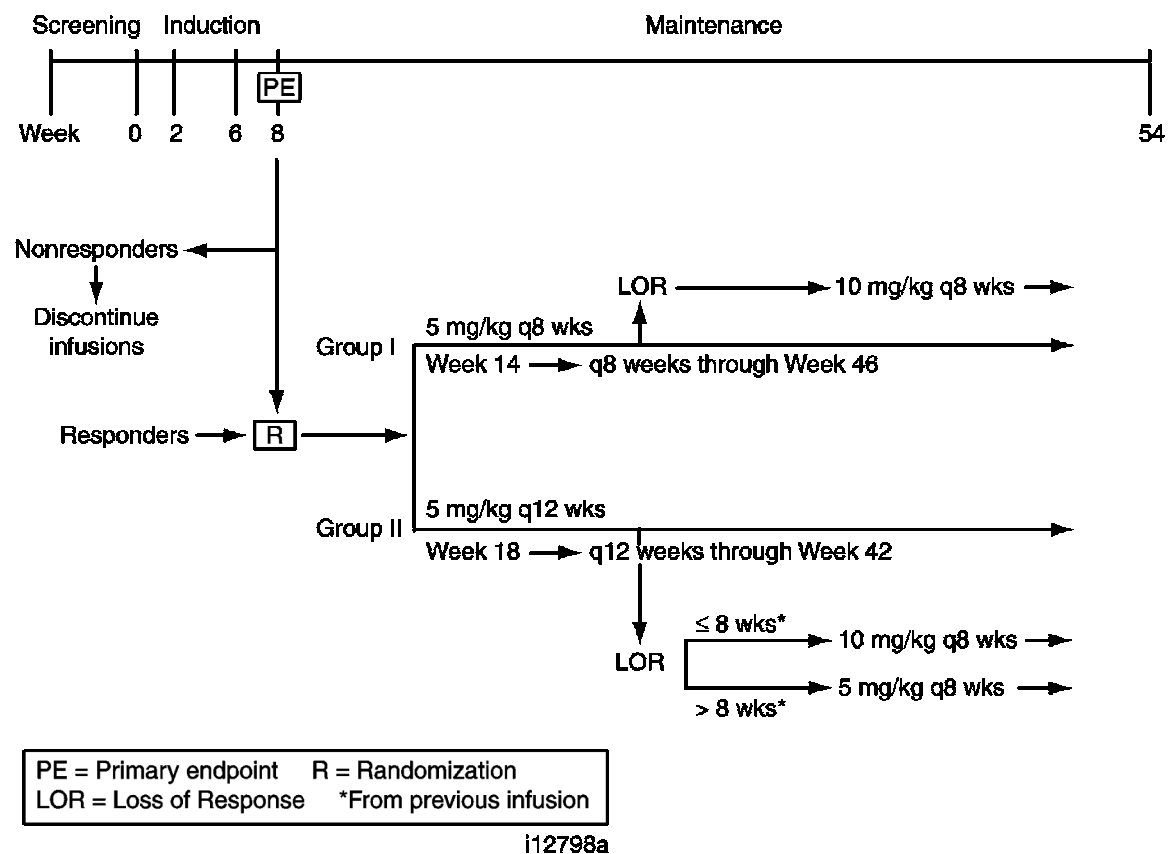 Screening Induction Maintenance
PE
Week 0 2 6 8 54
Nonresponders
Discontinue
infusions
LOR 10 mg/kg q8 wks
5 mg/kg q8 wks
Group I
Week 14 q8 weeks through Week 46
Responders R
5 mg/kg q12 wks
Group II
Week 18 q12 weeks through Week 42
≤ 8 wks*
10 mg/kg q8 wks
LOR
5 mg/kg q8 wks
> 8 wks*
PE = Primary endpoint R = Randomization
LOR = Loss of Response *From previous infusion
i12798a